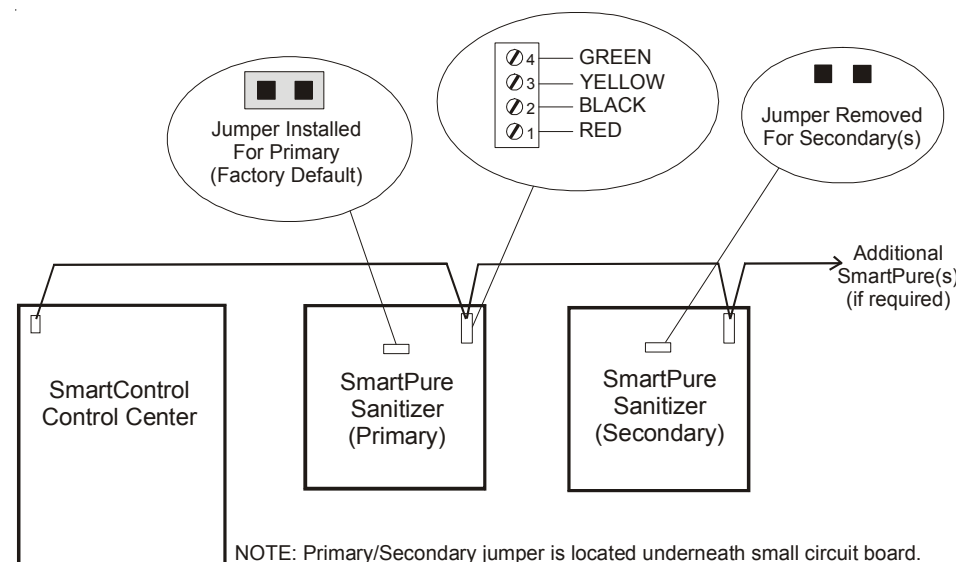 Jumper Installed
For Primary
(Factory Default)
4 GREEN
3 YELLOW
2 BLACK
1 RED
Jumper Removed
For Secondary(s)
Additional
SmartPure(s)
(if required)
SmartControl
Control Center
SmartPure
Sanitizer
(Primary)
SmartPure
Sanitizer
(Secondary)
NOTE: Primary/Secondary jumper is located underneath small circuit board.